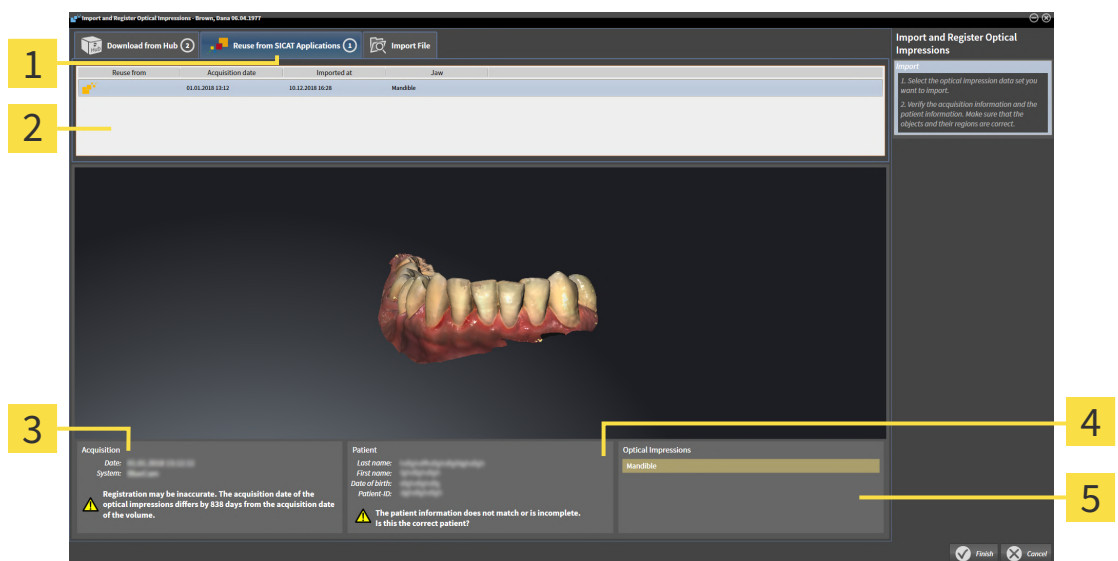 Import and Register Optical Impressions - Brown, Dana 06.04.1977
Download from Hub 2
Reuse from SICAT Applications 1
Import File
Import and Register Optical
Impressions
Import
1. Select the optical impression data set you
want to import.
2. Verify the acquisition information and the
patient information. Make sure that the
objects and their regions are correct.
Reuse from Acquisition date Imported at Jaw
01.01.2018 13:12 10.12.2018 16:28 Mandible
1
2
3
4
5
Acquisition
Date:
System:
Registration may be inaccurate. The acquisition date of the
optical impressions differs by 838 days from the acquisition date
of the volume.
Patient
Last name:
First name:
Date of birth:
Patient-ID:
The patient information does not match or is incomplete.
Is this the correct patient?
Optical Impressions
Mandible
Finish
Cancel